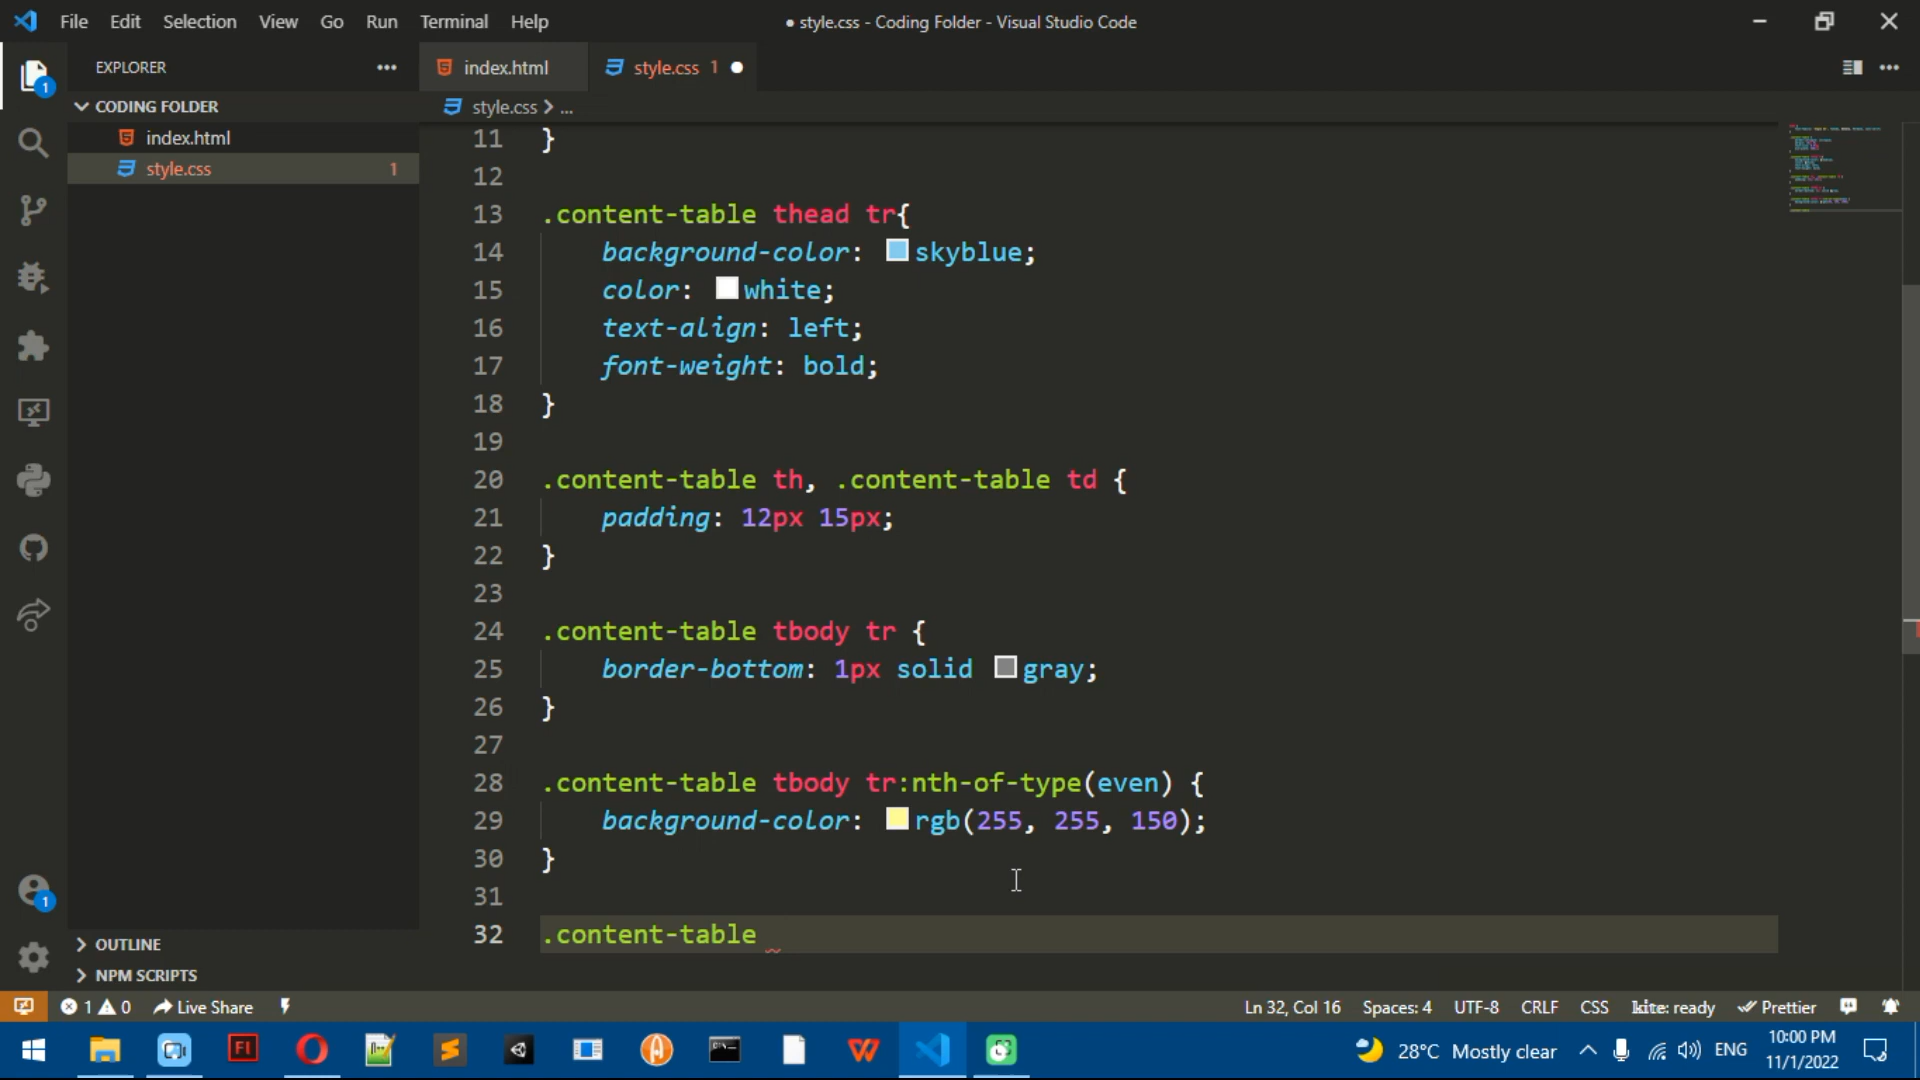 File Edit Selection View Go Run Terminal Help
● style.css - Coding Folder - Visual Studio Code
EXPLORER
index.html
style.css 1
CODING FOLDER
style.css > ...
index.html
style.css 1
11 }
12
13 .content-table thead tr{
14 background-color: skyblue;
15 color: white;
16 text-align: left;
17 font-weight: bold;
18 }
19
20 .content-table th, .content-table td {
21 padding: 12px 15px;
22 }
23
24 .content-table tbody tr {
25 border-bottom: 1px solid gray;
26 }
27
28 .content-table tbody tr:nth-of-type(even) {
29 background-color: rgb(255, 255, 150);
30 }
31
32 .content-table
1
1
OUTLINE
NPM SCRIPTS
1 0 Live Share
Ln 32, Col 16 Spaces: 4 UTF-8 CRLF CSS kite: ready Prettier
Fl
28°C Mostly clear
ENG
10:00 PM
11/1/2022